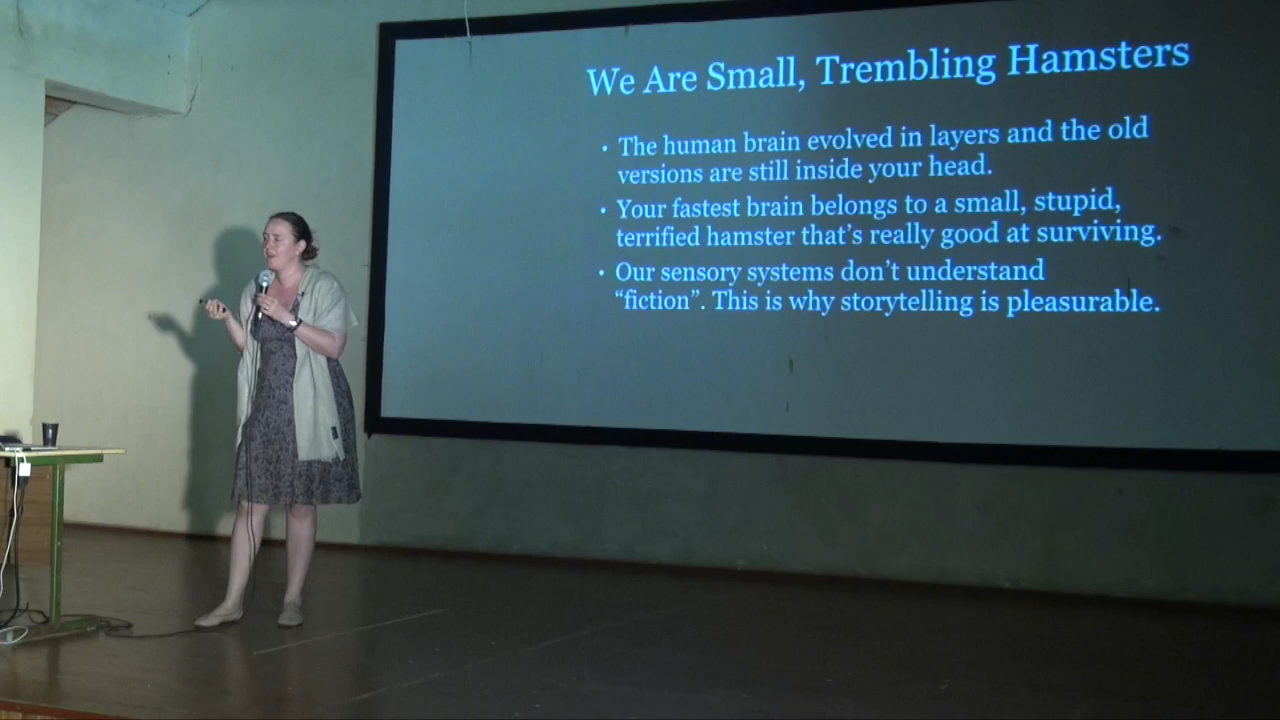 We Are Small, Trembling Hamsters
• The human brain evolved in layers and the old
versions are still inside your head.
• Your fastest brain belongs to a small, stupid,
terrified hamster that’s really good at surviving.
• Our sensory systems don’t understand
“fiction”. This is why storytelling is pleasurable.